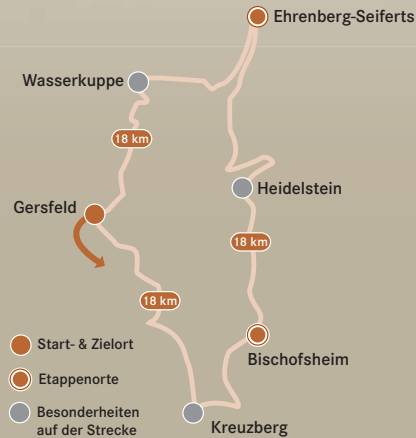 Ehrenberg-Seiferts
Wasserkuppe
18 km
Heidelstein
Gersfeld
18 km
18 km
Start- & Zielort
Bischofsheim
Etappenorte
Besonderheiten
auf der Strecke
Kreuzberg